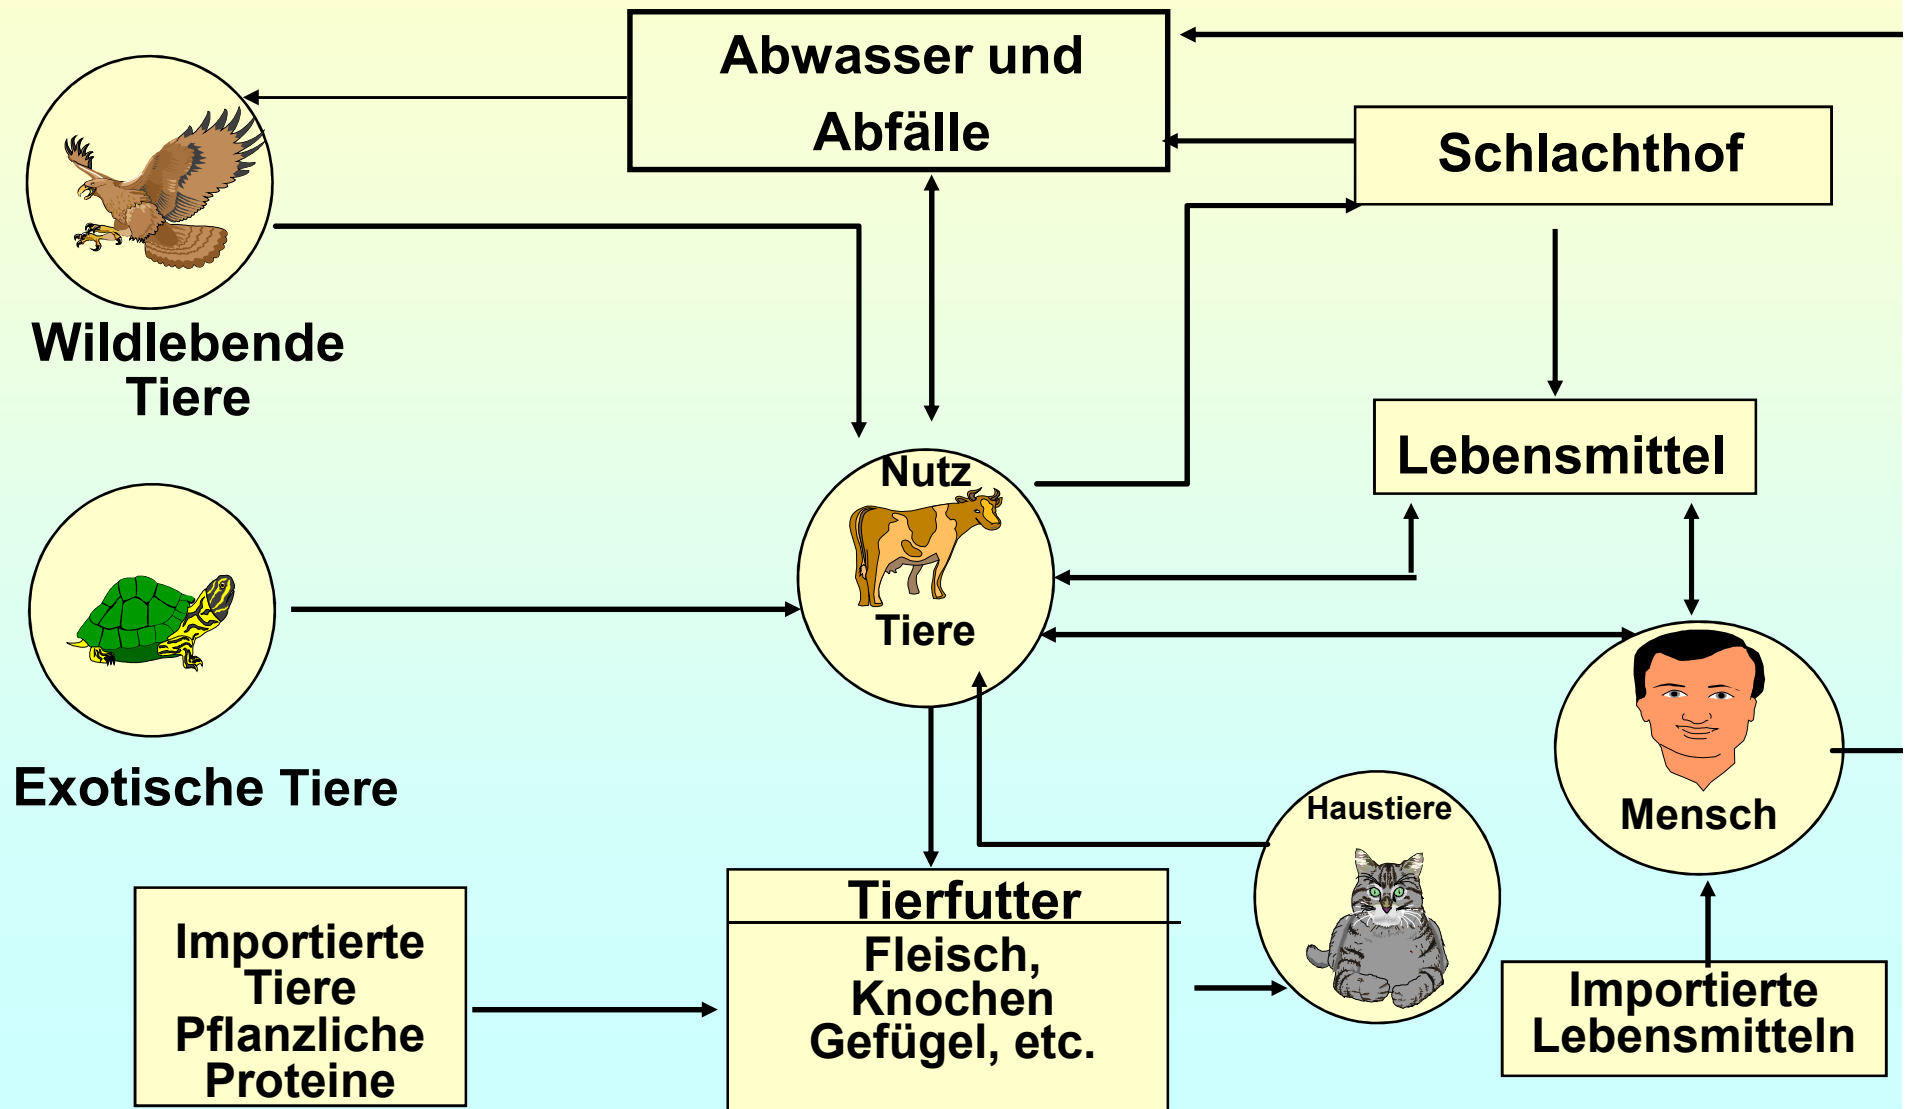 Abwasser und
Abfälle
Schlachthof
Wildlebende
Tiere
Lebensmittel
Nutz
Tiere
Exotische Tiere
Haustiere
Mensch
Importierte
Tiere
Pflanzliche
Proteine
Tierfutter
Fleisch,
Knochen
Gefügel, etc.
Importierte
Lebensmitteln